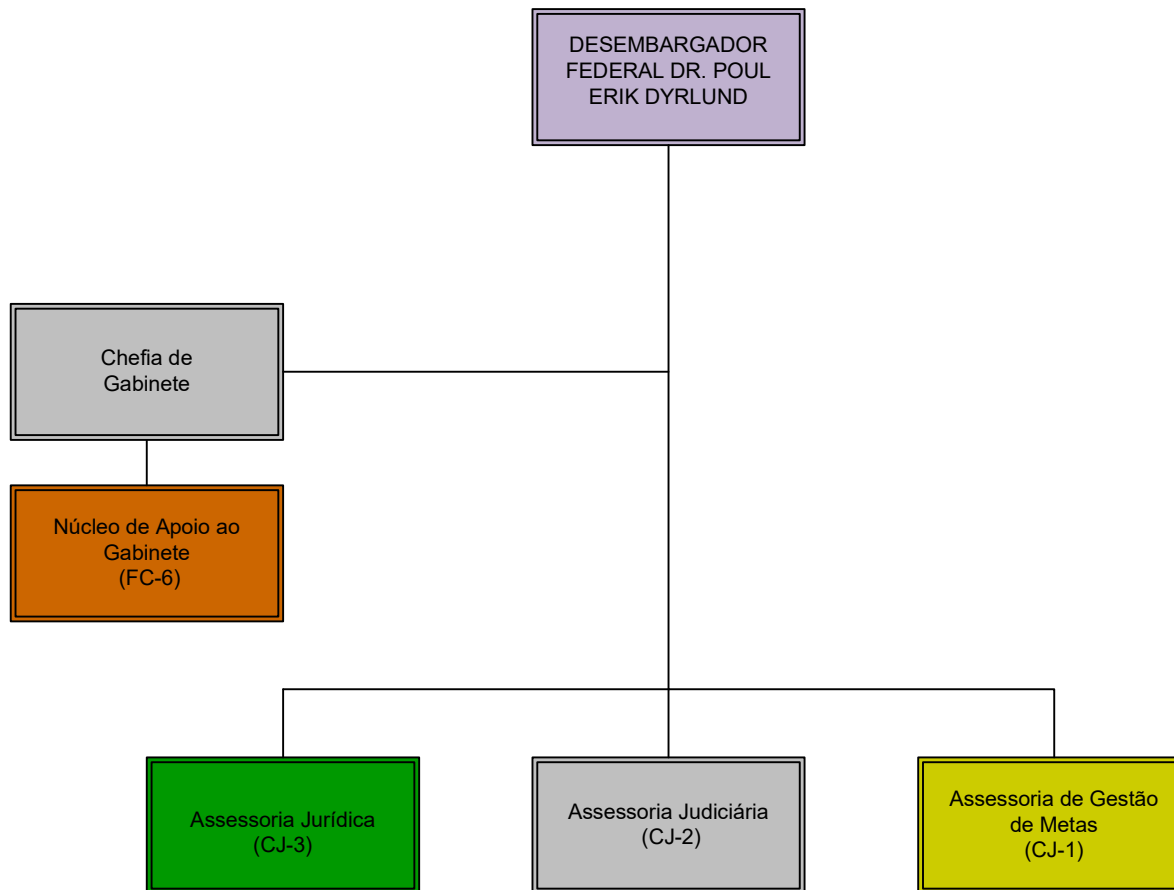 DESEMBARGADOR
FEDERAL DR. POUL
ERIK DYRLUND
Chefia de
Gabinete
Núcleo de Apoio ao
Gabinete
(FC-6)
Assessoria Jurídica
(CJ-3)
Assessoria Judiciária
(CJ-2)
Assessoria de Gestão
de Metas
(CJ-1)